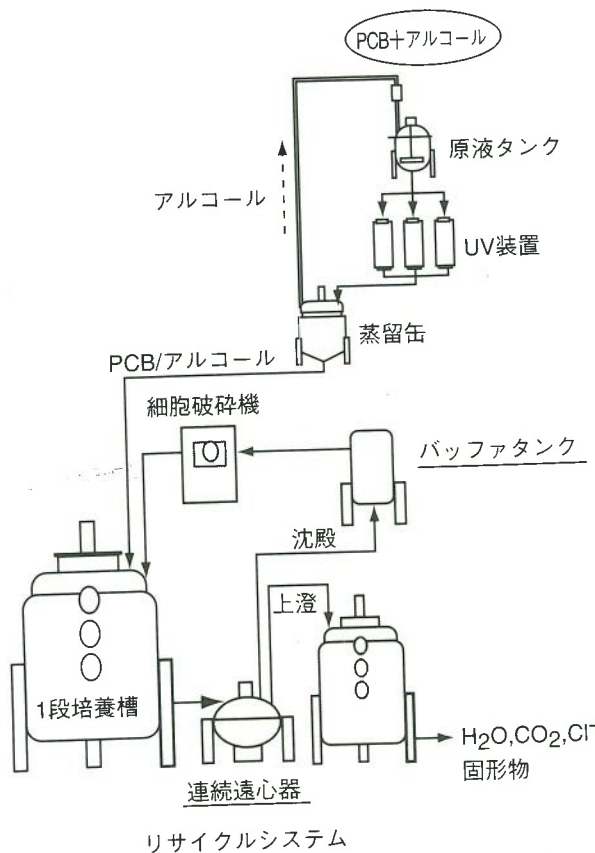 PCB+アルコール
原液タンク
アルコール
UV装置
蒸留缶
PCB/アルコール
細胞破砕機
バッファタンク
沈殿
上澄
1段培養槽
H₂O,CO₂,Cl⁻
固形物
連続遠心器
リサイクルシステム